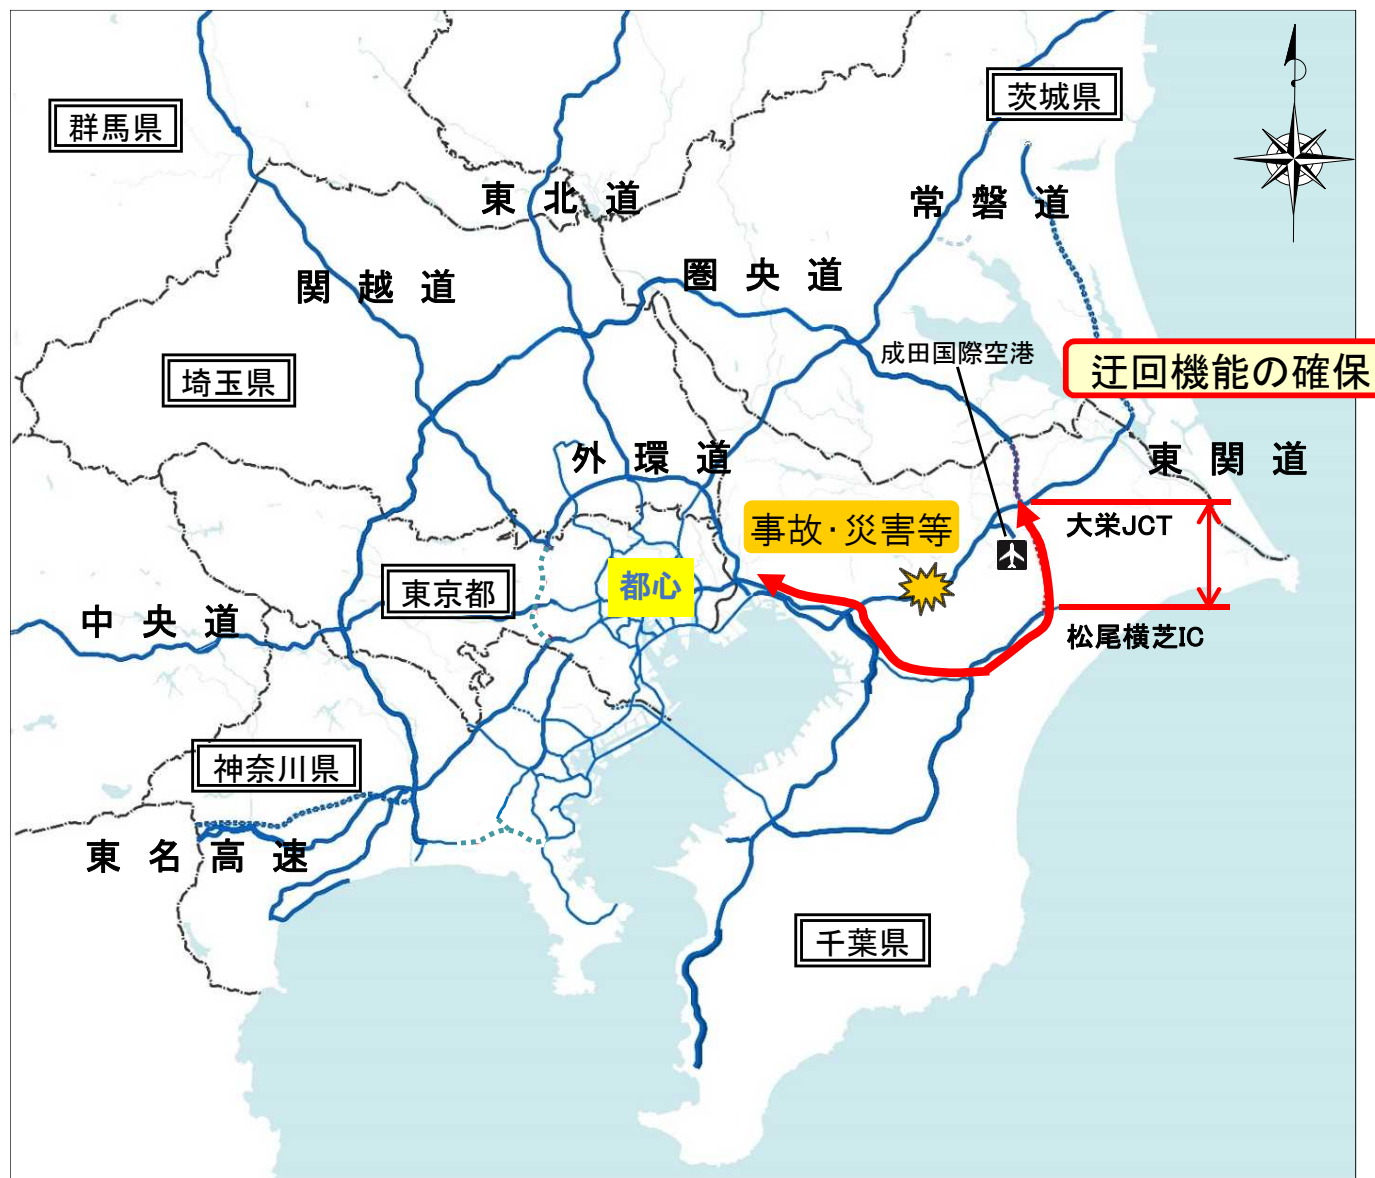 茨城県
群馬県
東北道
常磐道
関越道
圏央道
成田国際空港
迂回機能の確保
埼玉県
外環道
東関道
事故・災害等
大栄JCT
都心
東京都
中央道
松尾横芝IC
神奈川県
東名高速
千葉県